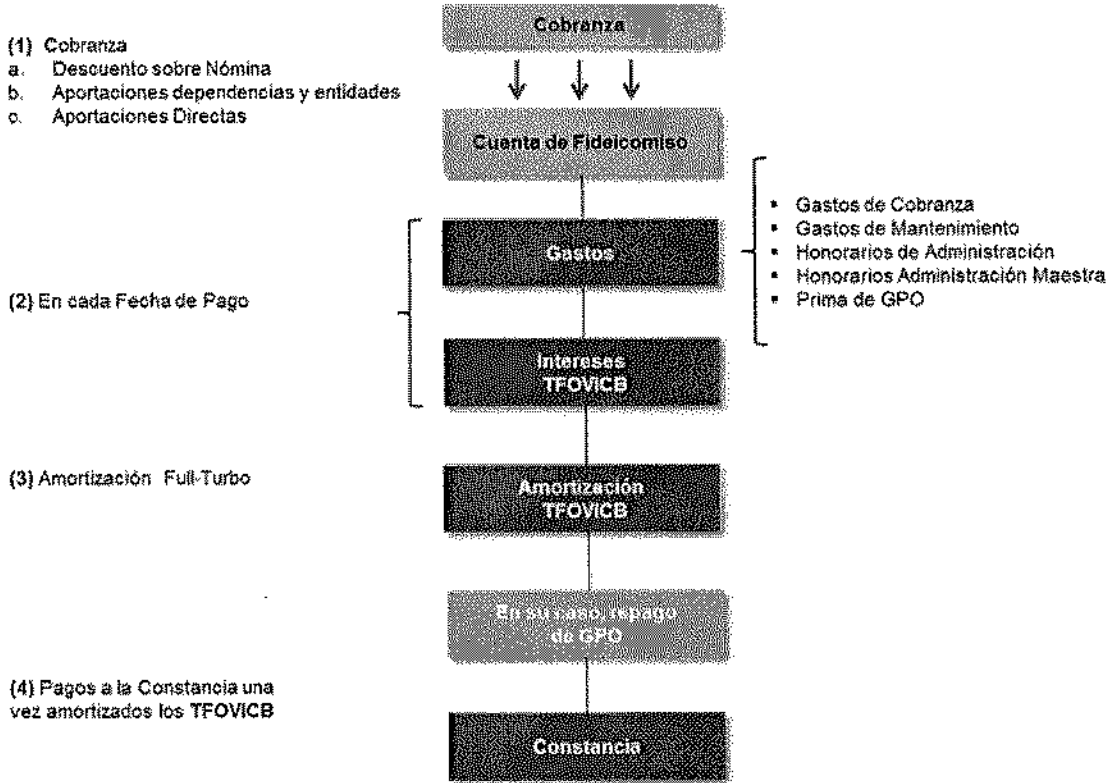 Cobranza
(1) Cobranza
a. Descuento sobre Nómina
b. Aportaciones dependencias y entidades
c. Aportaciones Directas
Cuenta de Fideicomiso
Gastos
▪ Gastos de Cobranza
▪ Gastos de Mantenimiento
▪ Honorarios de Administración
▪ Honorarios Administración Maestra
▪ Prima de GPO
(2) En cada Fecha de Pago
Intereses
TFOVICB
(3) Amortización Full-Turbo
Amortización
TFOVICB
En su caso, repago
de GPO
(4) Pagos a la Constancia una
vez amortizados los TFOVICB
Constancia